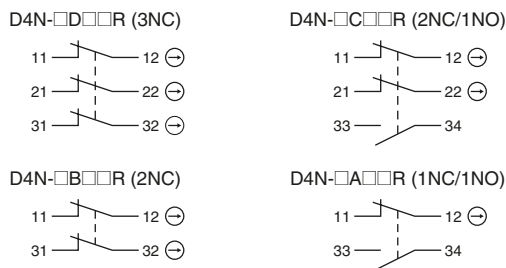 D4N-□D□□R (3NC)
11 12
21 22
31 32
D4N-□C□□R (2NC/1NO)
11 12
21 22
33 34
D4N-□B□□R (2NC)
11 12
31 32
D4N-□A□□R (1NC/1NO)
11 12
33 34